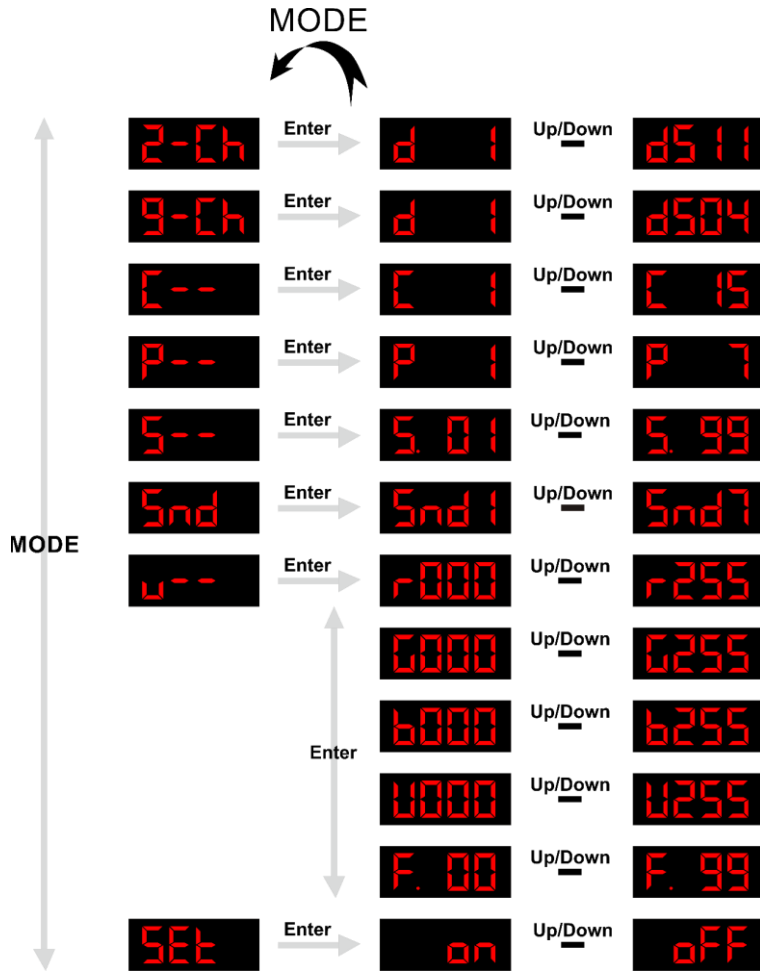 MODE
2-Ch Enter d 1 Up/Down d511
9-Ch Enter d 1 Up/Down d504
C-- Enter C 1 Up/Down C 15
P-- Enter P 1 Up/Down P 7
S-- Enter S. 01 Up/Down S. 99
Snd Enter Snd1 Up/Down Snd7
MODE
u-- Enter r000 Up/Down r255
G000 Up/Down G255
b000 Up/Down b255
Enter
U000 Up/Down U255
F. 00 Up/Down F. 99
SEt Enter on Up/Down oFF